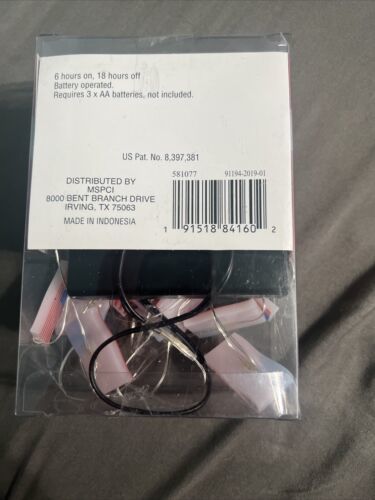 6 hours on, 18 hours off
Battery operated.
Requires 3 x AA batteries, not included.
US Pat. No. 8,397,381
581077 91194-2019-01
DISTRIBUTED BY
MSPCI
8000 BENT BRANCH DRIVE
IRVING, TX 75063
MADE IN INDONESIA
1 91518 84160 2